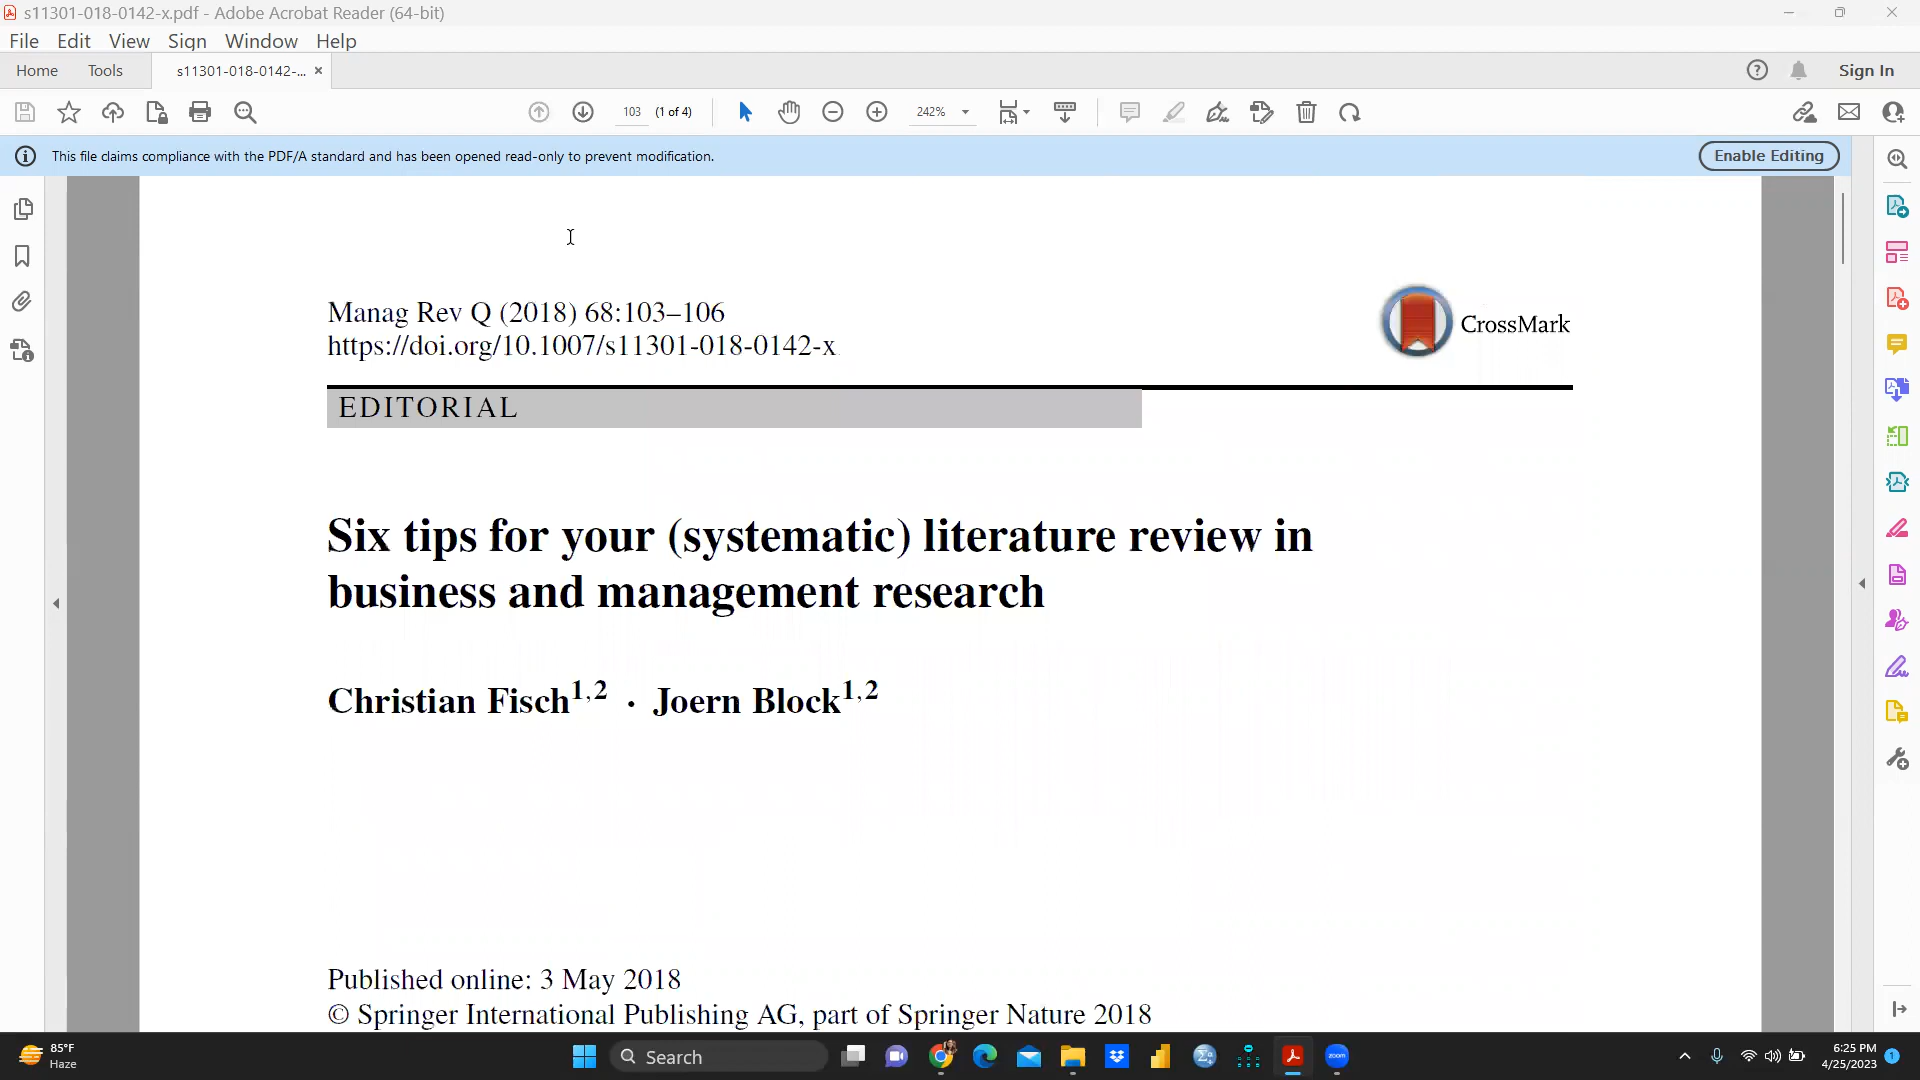 s11301-018-0142-x.pdf - Adobe Acrobat Reader (64-bit)
File Edit View Sign Window Help
Home Tools s11301-018-0142-... × Sign In
103 (1 of 4) 242%
This file claims compliance with the PDF/A standard and has been opened read-only to prevent modification. Enable Editing
Manag Rev Q (2018) 68:103–106
https://doi.org/10.1007/s11301-018-0142-x
CrossMark
EDITORIAL
Six tips for your (systematic) literature review in
business and management research
Christian Fisch1,2 · Joern Block1,2
Published online: 3 May 2018
© Springer International Publishing AG, part of Springer Nature 2018
85°F
Haze
Search
zoom
6:25 PM
4/25/2023
1